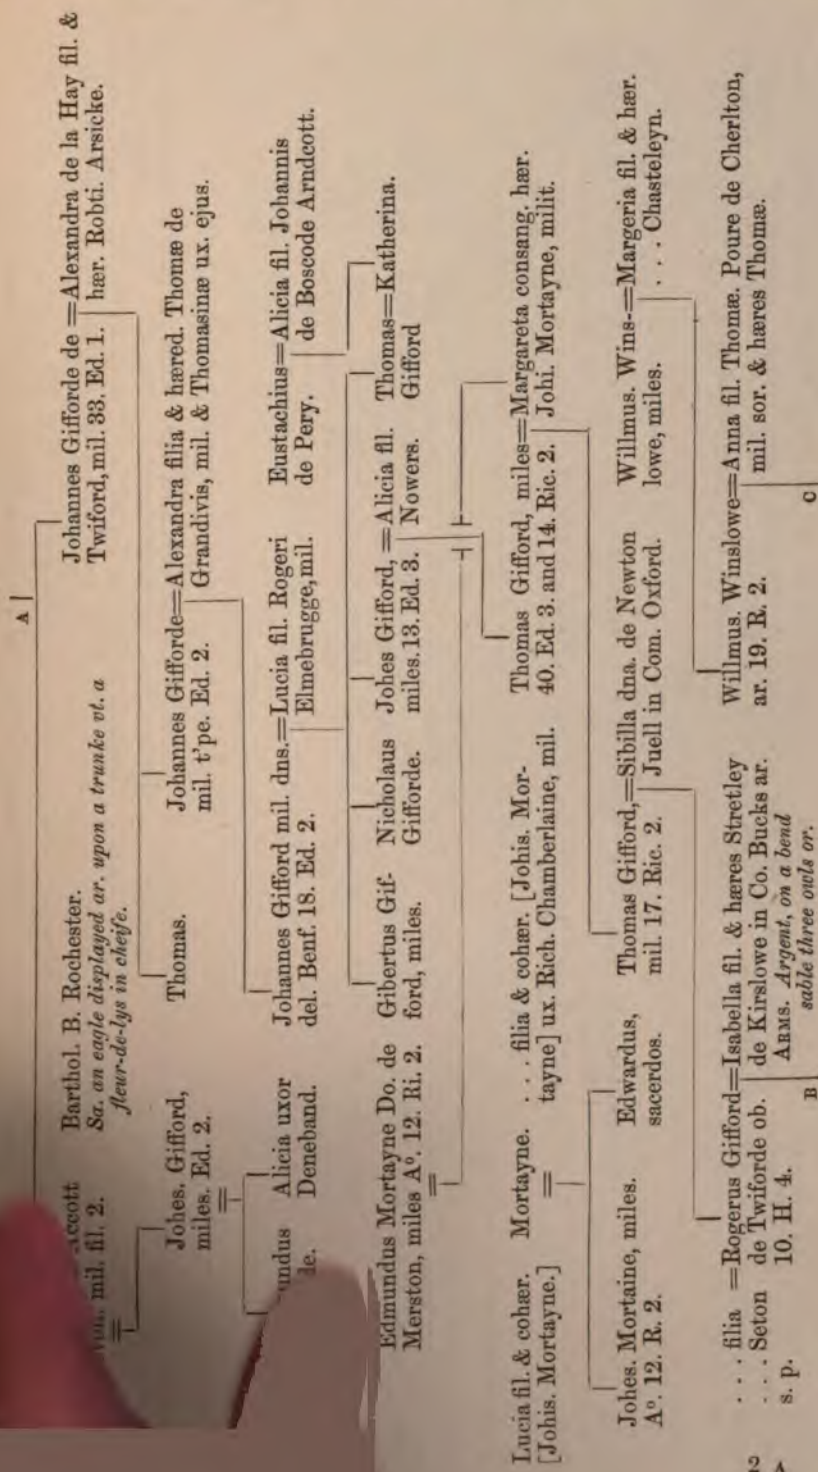 A
Accott
mil. fil. 2.
Barthol. B. Rochester.
Sa. an eagle displayed ar. upon a trunke vt. a
fleur-de-lys in cheife.
Johannes Gifforde de = Alexandra de la Hay fil. &
Twiford, mil. 33. Ed. 1. hær. Robti. Arsicke.
Johes. Gifford,
miles. Ed. 2.
Thomas.
Johannes Gifforde=Alexandra filia & hæred. Thomæ de
mil. t'pe. Ed. 2. Grandivis, mil. & Thomasinæ ux. ejus.
Alicia uxor
Deneband.
Johannes Gifford mil. dns.=Lucia fil. Rogeri
del. Benf. 18. Ed. 2. Elmebrugge, mil.
Eustachius=Alicia fil. Johannis
de Pery. de Boscode Arndcott.
Edmundus Mortayne Do. de
Merston, miles Aº. 12. Ri. 2.
Gibertus Gif-
ford, miles.
Nicholaus
Gifforde.
Johes Gifford, = Alicia fil.
miles. 13. Ed. 3. Nowers.
Thomas=Katherina.
Gifford
Lucia fil. & cohær.
[Johis. Mortayne.]
Mortayne.
. . . filia & cohær. [Johis. Mor-
tayne] ux. Rich. Chamberlaine, mil.
Thomas Gifford, miles=Margareta consang. hær.
40. Ed. 3. and 14. Ric. 2. Johi. Mortayne, milit.
Johes. Mortaine, miles.
Aº. 12. R. 2.
Edwardus,
sacerdos.
Thomas Gifford,=Sibilla dna. de Newton
mil. 17. Ric. 2. Juell in Com. Oxford.
Willmus. Wins-=Margeria fil. & hær.
lowe, miles. . . . Chasteleyn.
. . . filia =Rogerus Gifford=Isabella fil. & hæres Stretley
. . . Seton de Twiforde ob. de Kirslowe in Co. Bucks ar.
s. p. 10. H. 4. ARMS. Argent, on a bend
sable three owls or.
Willmus. Winslowe=Anna fil. Thomæ. Poure de Cherlton,
ar. 19. R. 2. mil. sor. & hæres Thomæ.
B
C
2
A